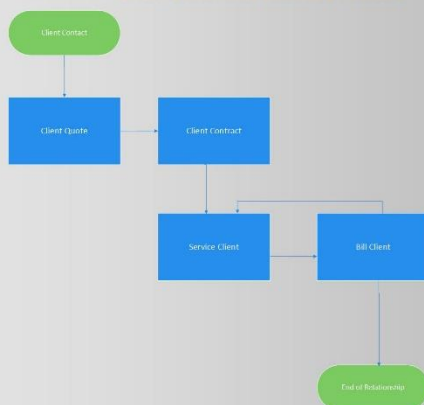 Client Contact
Client Quote
Client Contract
Service Client
Bill Client
End of Relationship